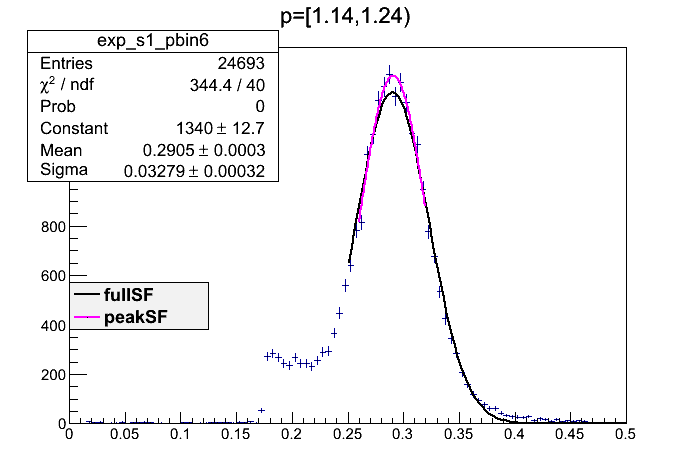 p=[1.14,1.24)
exp_s1_pbin6
Entries 24693
χ² / ndf 344.4 / 40
Prob 0
Constant 1340 ± 12.7
Mean 0.2905 ± 0.0003
Sigma 0.03279 ± 0.00032
800
600
fullSF
peakSF
400
200
0
0 0.05 0.1 0.15 0.2 0.25 0.3 0.35 0.4 0.45 0.5